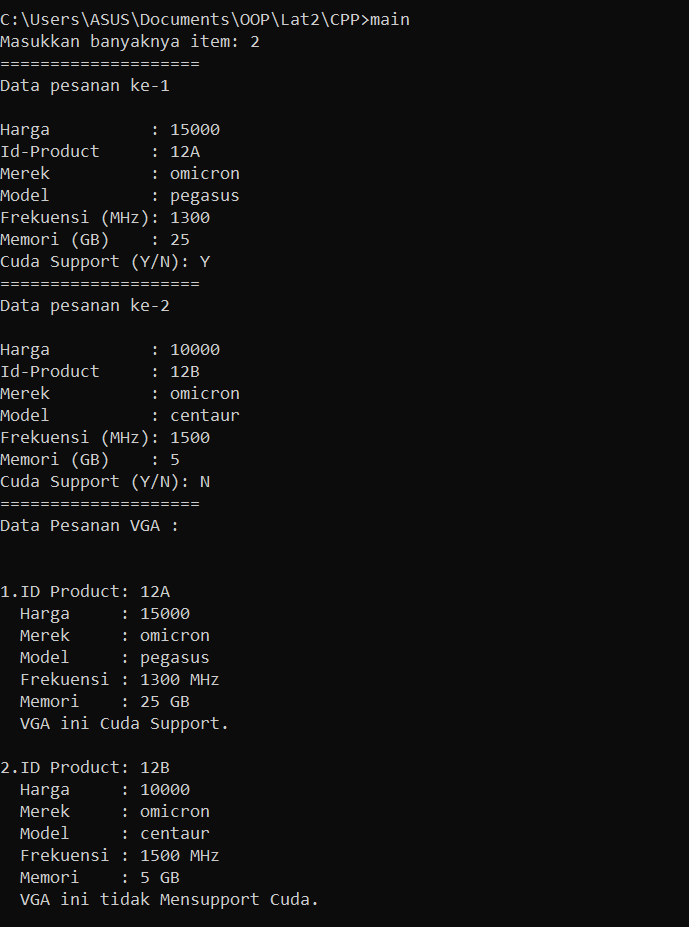 C:\Users\ASUS\Documents\OOP\Lat2\CPP>main
Masukkan banyaknya item: 2
====================
Data pesanan ke-1
Harga          : 15000
Id-Product     : 12A
Merek          : omicron
Model          : pegasus
Frekuensi (MHz): 1300
Memori (GB)    : 25
Cuda Support (Y/N): Y
====================
Data pesanan ke-2
Harga          : 10000
Id-Product     : 12B
Merek          : omicron
Model          : centaur
Frekuensi (MHz): 1500
Memori (GB)    : 5
Cuda Support (Y/N): N
====================
Data Pesanan VGA :
1.ID Product: 12A
  Harga     : 15000
  Merek     : omicron
  Model     : pegasus
  Frekuensi : 1300 MHz
  Memori    : 25 GB
  VGA ini Cuda Support.
2.ID Product: 12B
  Harga     : 10000
  Merek     : omicron
  Model     : centaur
  Frekuensi : 1500 MHz
  Memori    : 5 GB
  VGA ini tidak Mensupport Cuda.